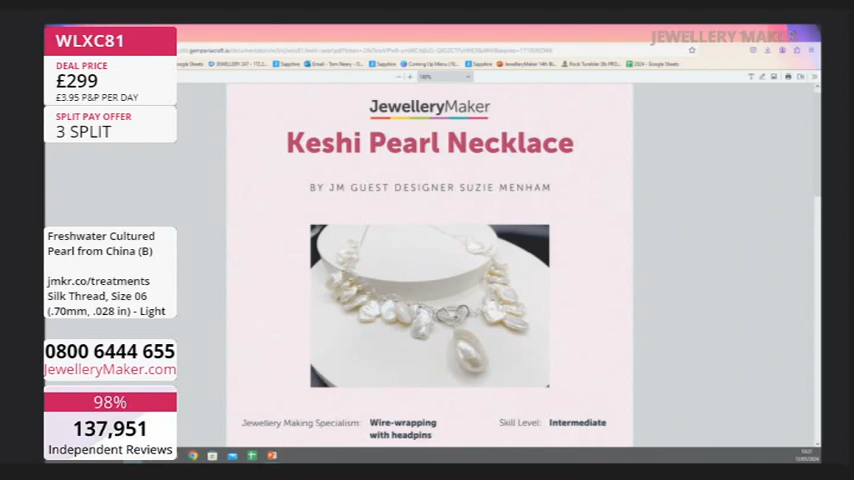 WLXC81
JEWELLERY MAKER
DEAL PRICE
£299
£3.95 P&P PER DAY
SPLIT PAY OFFER
3 SPLIT
Freshwater Cultured
Pearl from China (B)
jmkr.co/treatments
Silk Thread, Size 06
(.70mm, .028 in) - Light
0800 6444 655
JewelleryMaker.com
98%
137,951
Independent Reviews
JewelleryMaker
Keshi Pearl Necklace
BY JM GUEST DESIGNER SUZIE MENHAM
Jewellery Making Specialism: Wire-wrapping
with headpins
Skill Level: Intermediate